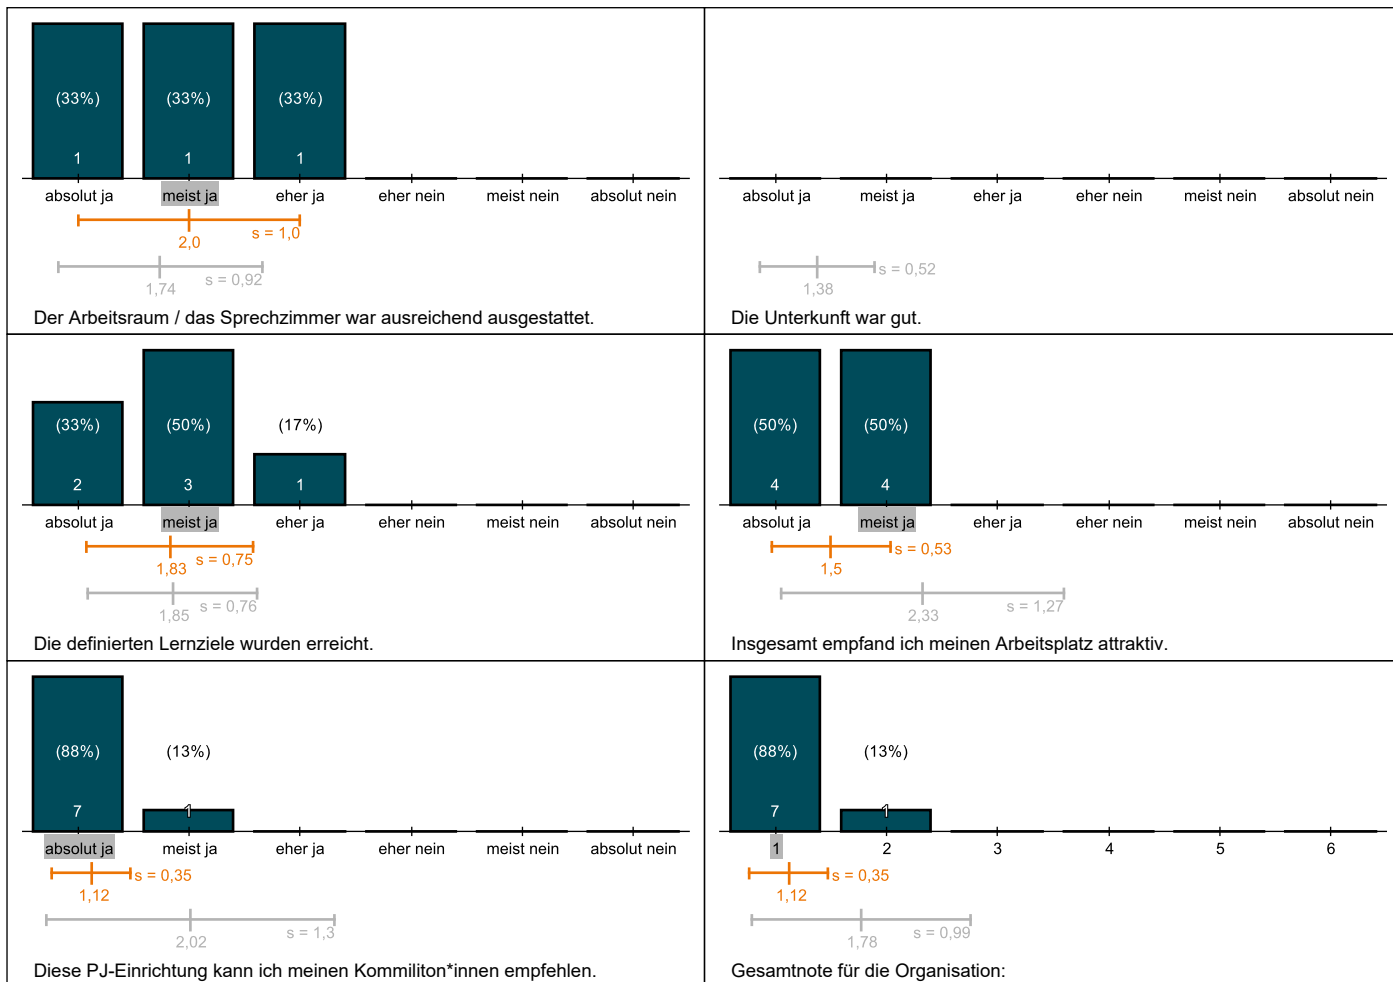 (33%) (33%) (33%)
1 1 1
absolut ja meist ja eher ja eher nein meist nein absolut nein
2,0 s = 1,0
1,74 s = 0,92
Der Arbeitsraum / das Sprechzimmer war ausreichend ausgestattet.
absolut ja meist ja eher ja eher nein meist nein absolut nein
1,38 s = 0,52
Die Unterkunft war gut.
(33%) (50%) (17%)
2 3 1
absolut ja meist ja eher ja eher nein meist nein absolut nein
1,83 s = 0,75
1,85 s = 0,76
Die definierten Lernziele wurden erreicht.
(50%) (50%)
4 4
absolut ja meist ja eher ja eher nein meist nein absolut nein
1,5 s = 0,53
2,33 s = 1,27
Insgesamt empfand ich meinen Arbeitsplatz attraktiv.
(88%) (13%)
7 1
absolut ja meist ja eher ja eher nein meist nein absolut nein
1,12 s = 0,35
2,02 s = 1,3
Diese PJ-Einrichtung kann ich meinen Kommiliton*innen empfehlen.
(88%) (13%)
7 1
1 2 3 4 5 6
1,12 s = 0,35
1,78 s = 0,99
Gesamtnote für die Organisation: